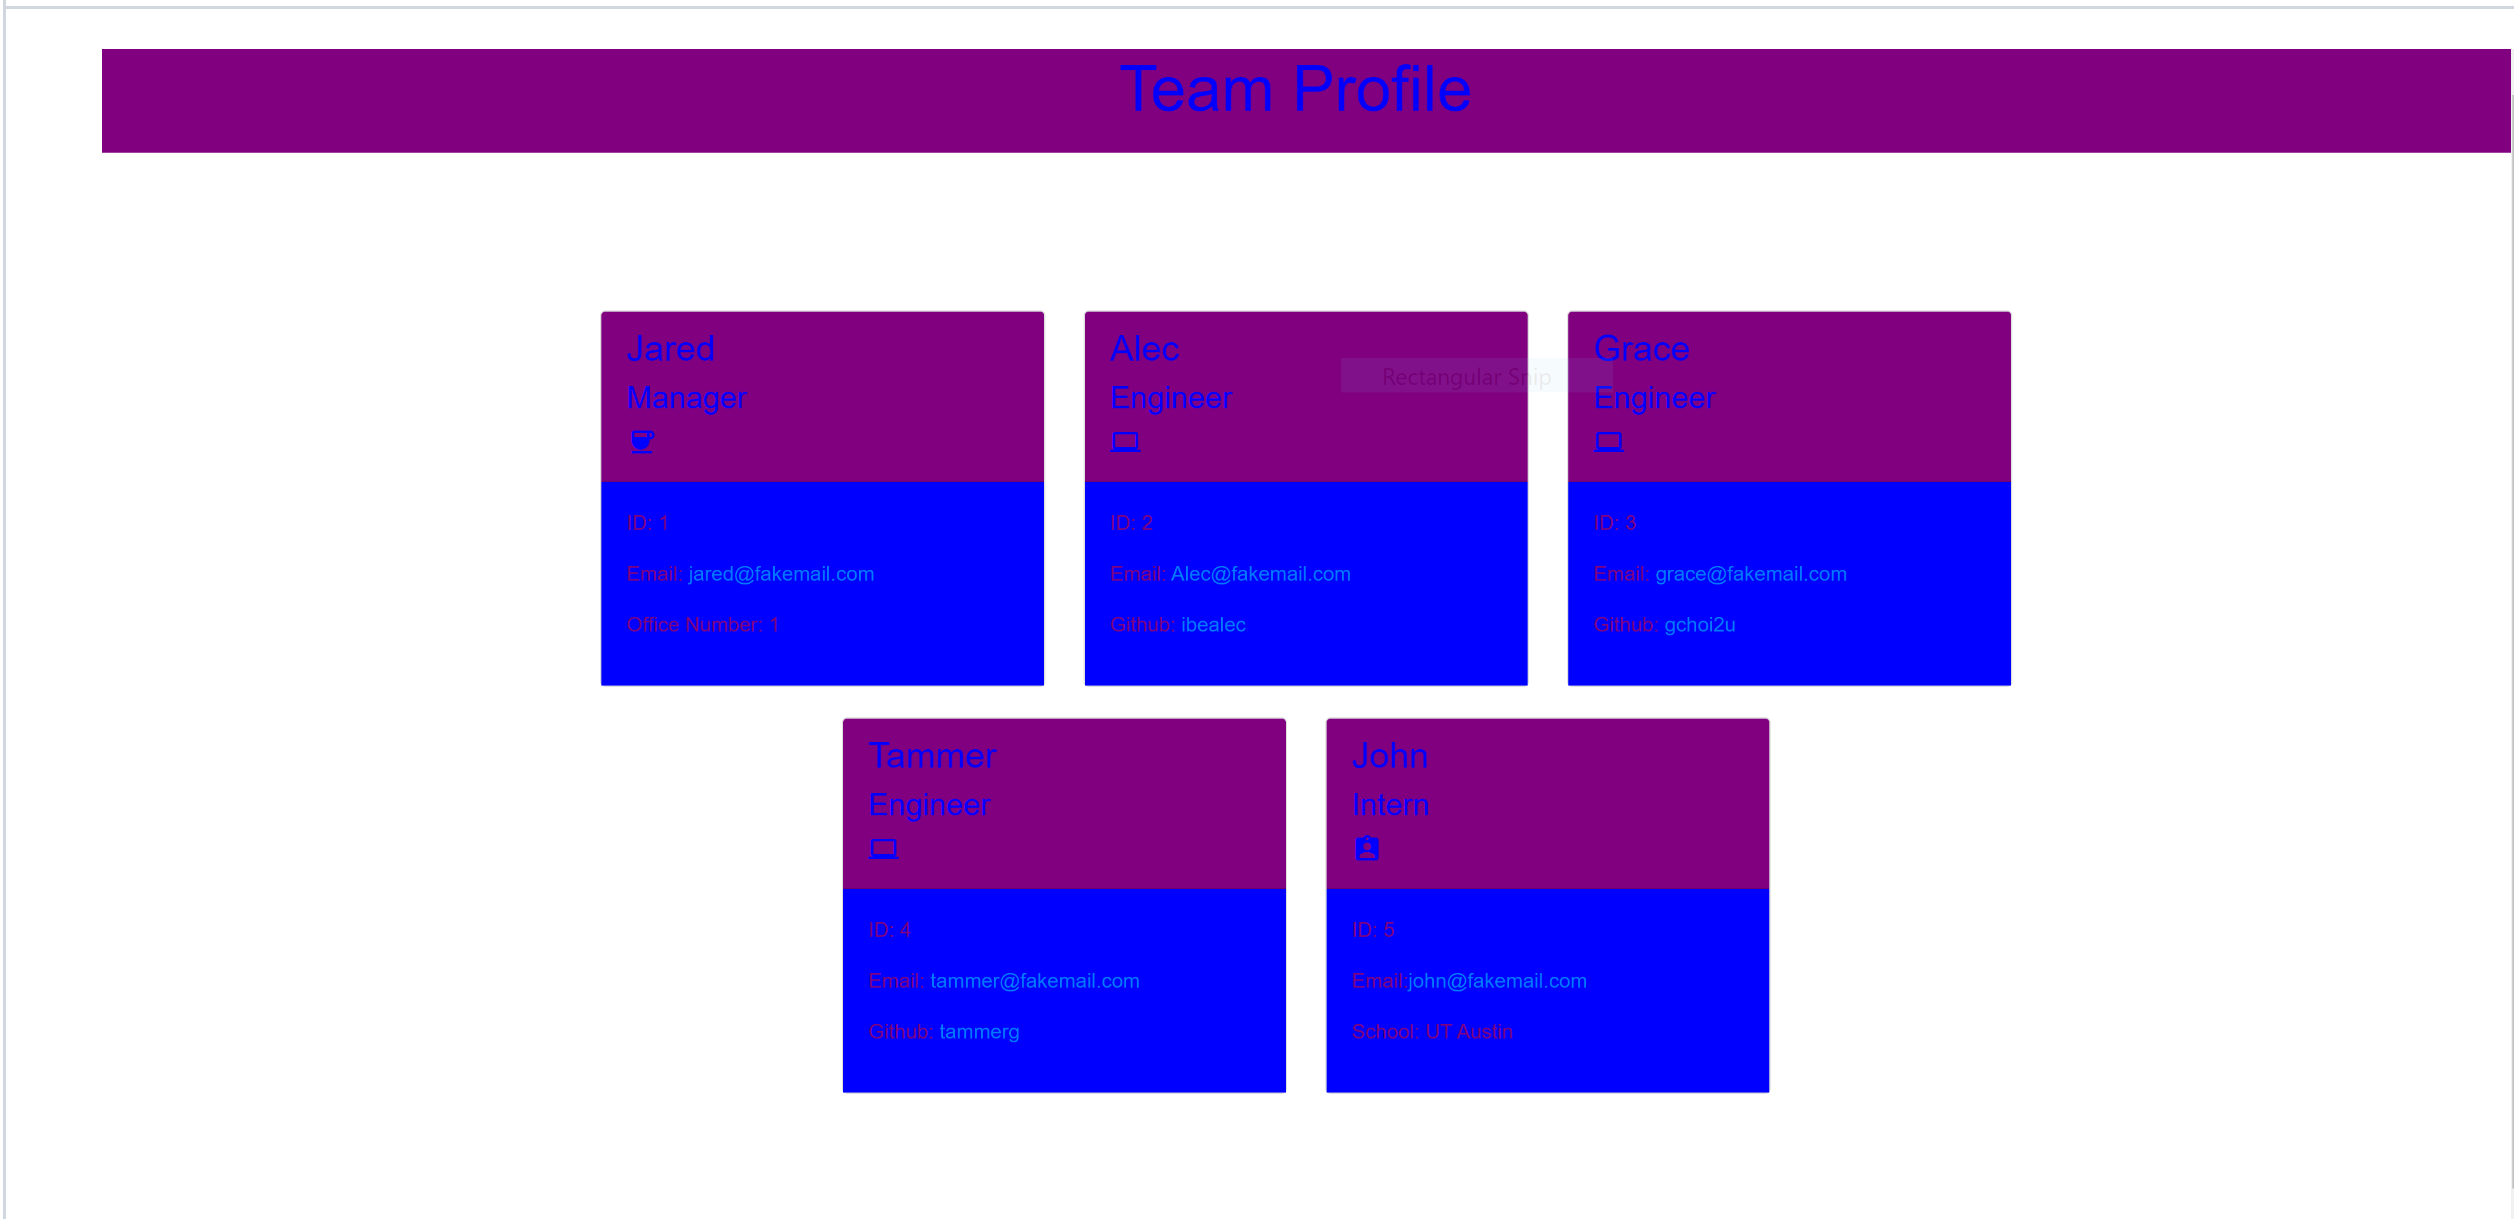 Team Profile
Jared
Manager
ID: 1
Email: jared@fakemail.com
Office Number: 1
Alec
Engineer
Rectangular Snip
ID: 2
Email: Alec@fakemail.com
Github: ibealec
Grace
Engineer
ID: 3
Email: grace@fakemail.com
Github: gchoi2u
Tammer
Engineer
ID: 4
Email: tammer@fakemail.com
Github: tammerg
John
Intern
ID: 5
Email:john@fakemail.com
School: UT Austin